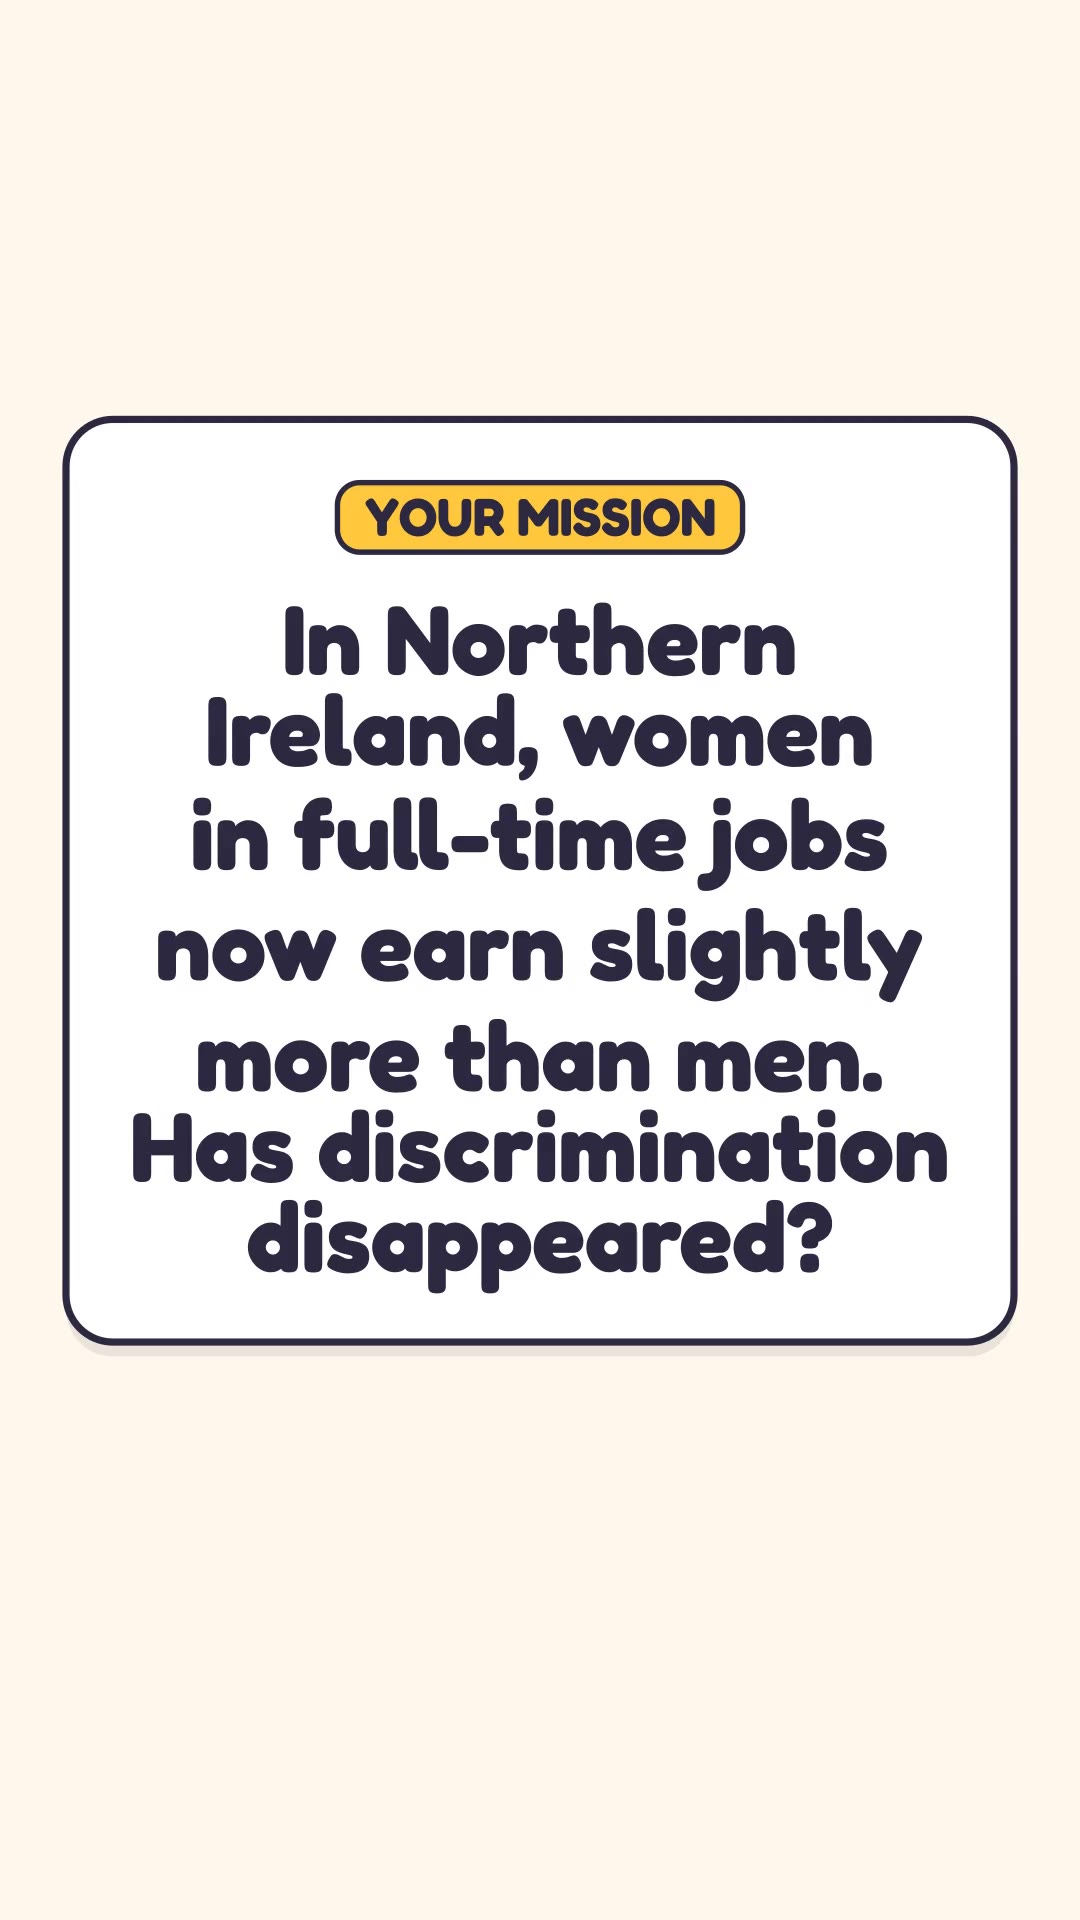 YOUR MISSION
In Northern
Ireland, women
in full-time jobs
now earn slightly
more than men.
Has discrimination
disappeared?